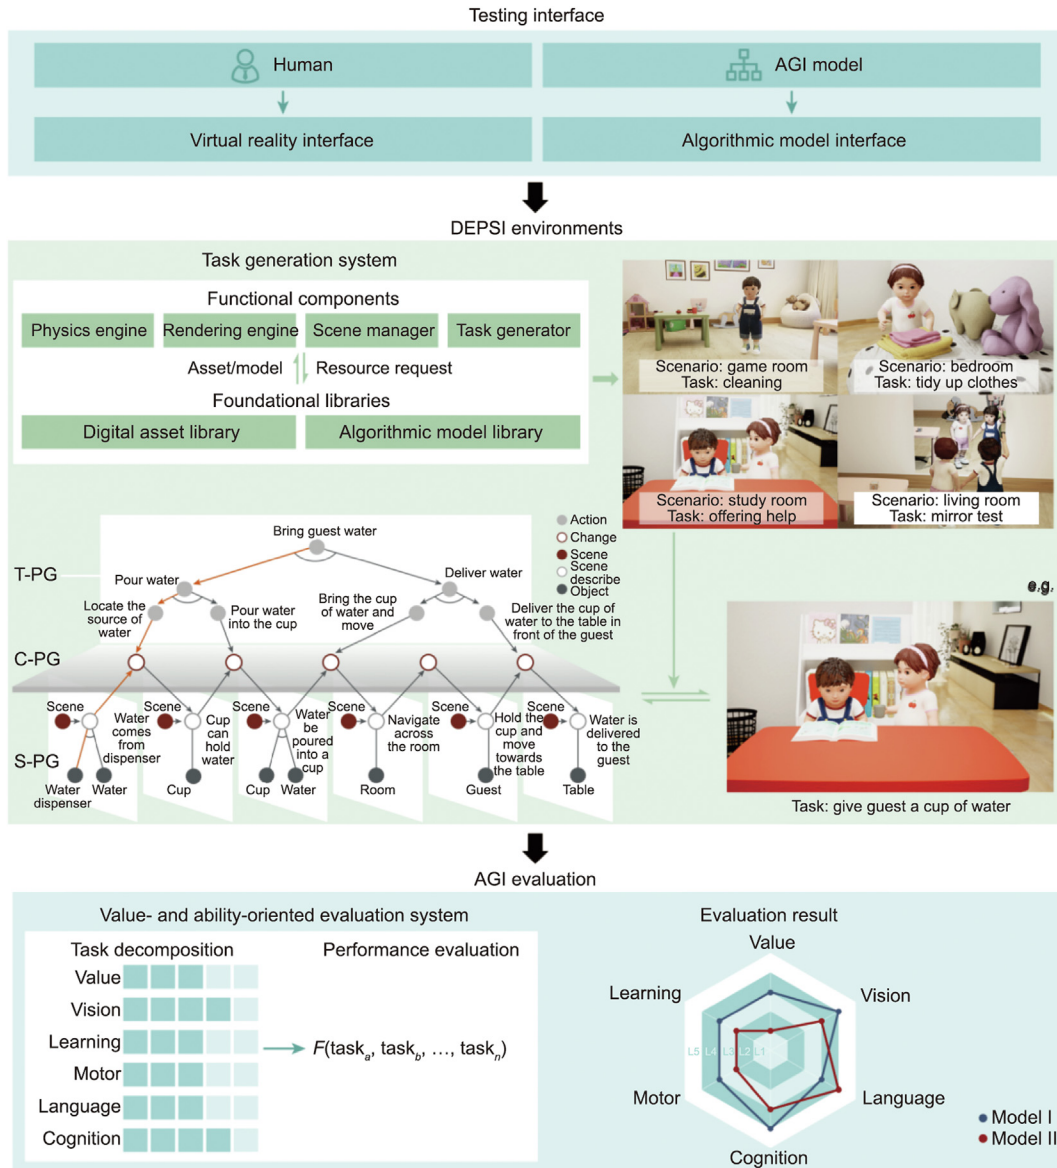 Testing interface
Human
AGI model
Virtual reality interface
Algorithmic model interface
DEPSI environments
Task generation system
Functional components
Physics engine
Rendering engine
Scene manager
Task generator
Asset/model
Resource request
Foundational libraries
Digital asset library
Algorithmic model library
Scenario: game room
Task: cleaning
Scenario: bedroom
Task: tidy up clothes
Scenario: study room
Task: offering help
Scenario: living room
Task: mirror test
Action
Change
Scene
Scene
describe
Object
T-PG
Bring guest water
Pour water
Deliver water
Locate the
source of
water
Pour water
into the cup
Bring the cup
of water and
move
Deliver the cup of
water to the table in
front of the guest
C-PG
S-PG
Scene
Water
comes
from
dispenser
Water
dispenser
Water
Scene
Cup
can
hold
water
Cup
Scene
Water
be
poured
into a
cup
Cup
Water
Scene
Navigate
across
the room
Room
Scene
Hold the
cup and
move
towards
the table
Guest
Scene
Water is
delivered
to the
guest
Table
e.g.
Task: give guest a cup of water
AGI evaluation
Value- and ability-oriented evaluation system
Task decomposition
Performance evaluation
Value
Vision
Learning
Motor
Language
Cognition
F(task_a, task_b, …, task_n)
Evaluation result
Value
Learning
Vision
L5 L4 L3 L2 L1
Motor
Language
Cognition
Model I
Model II